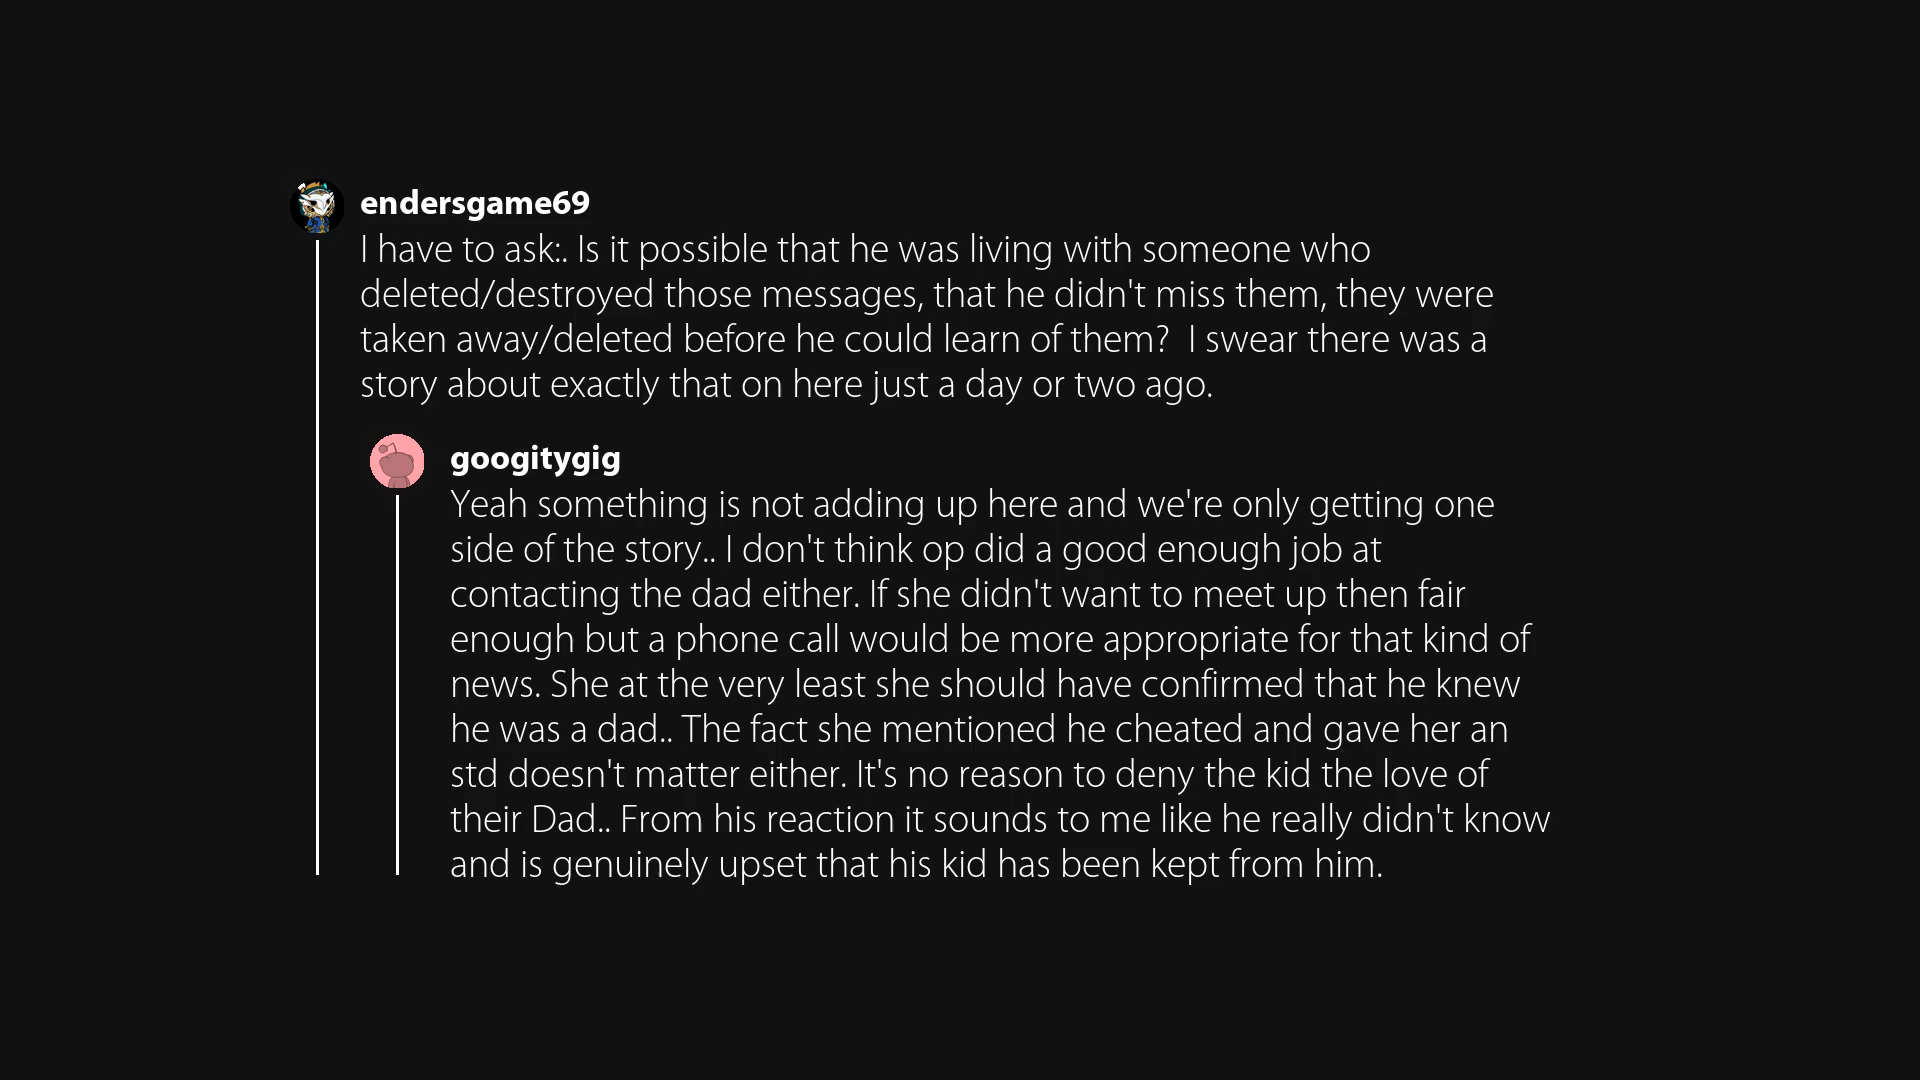 endersgame69
I have to ask:. Is it possible that he was living with someone who
deleted/destroyed those messages, that he didn't miss them, they were
taken away/deleted before he could learn of them?  I swear there was a
story about exactly that on here just a day or two ago.
googitygig
Yeah something is not adding up here and we're only getting one
side of the story.. I don't think op did a good enough job at
contacting the dad either. If she didn't want to meet up then fair
enough but a phone call would be more appropriate for that kind of
news. She at the very least she should have confirmed that he knew
he was a dad.. The fact she mentioned he cheated and gave her an
std doesn't matter either. It's no reason to deny the kid the love of
their Dad.. From his reaction it sounds to me like he really didn't know
and is genuinely upset that his kid has been kept from him.